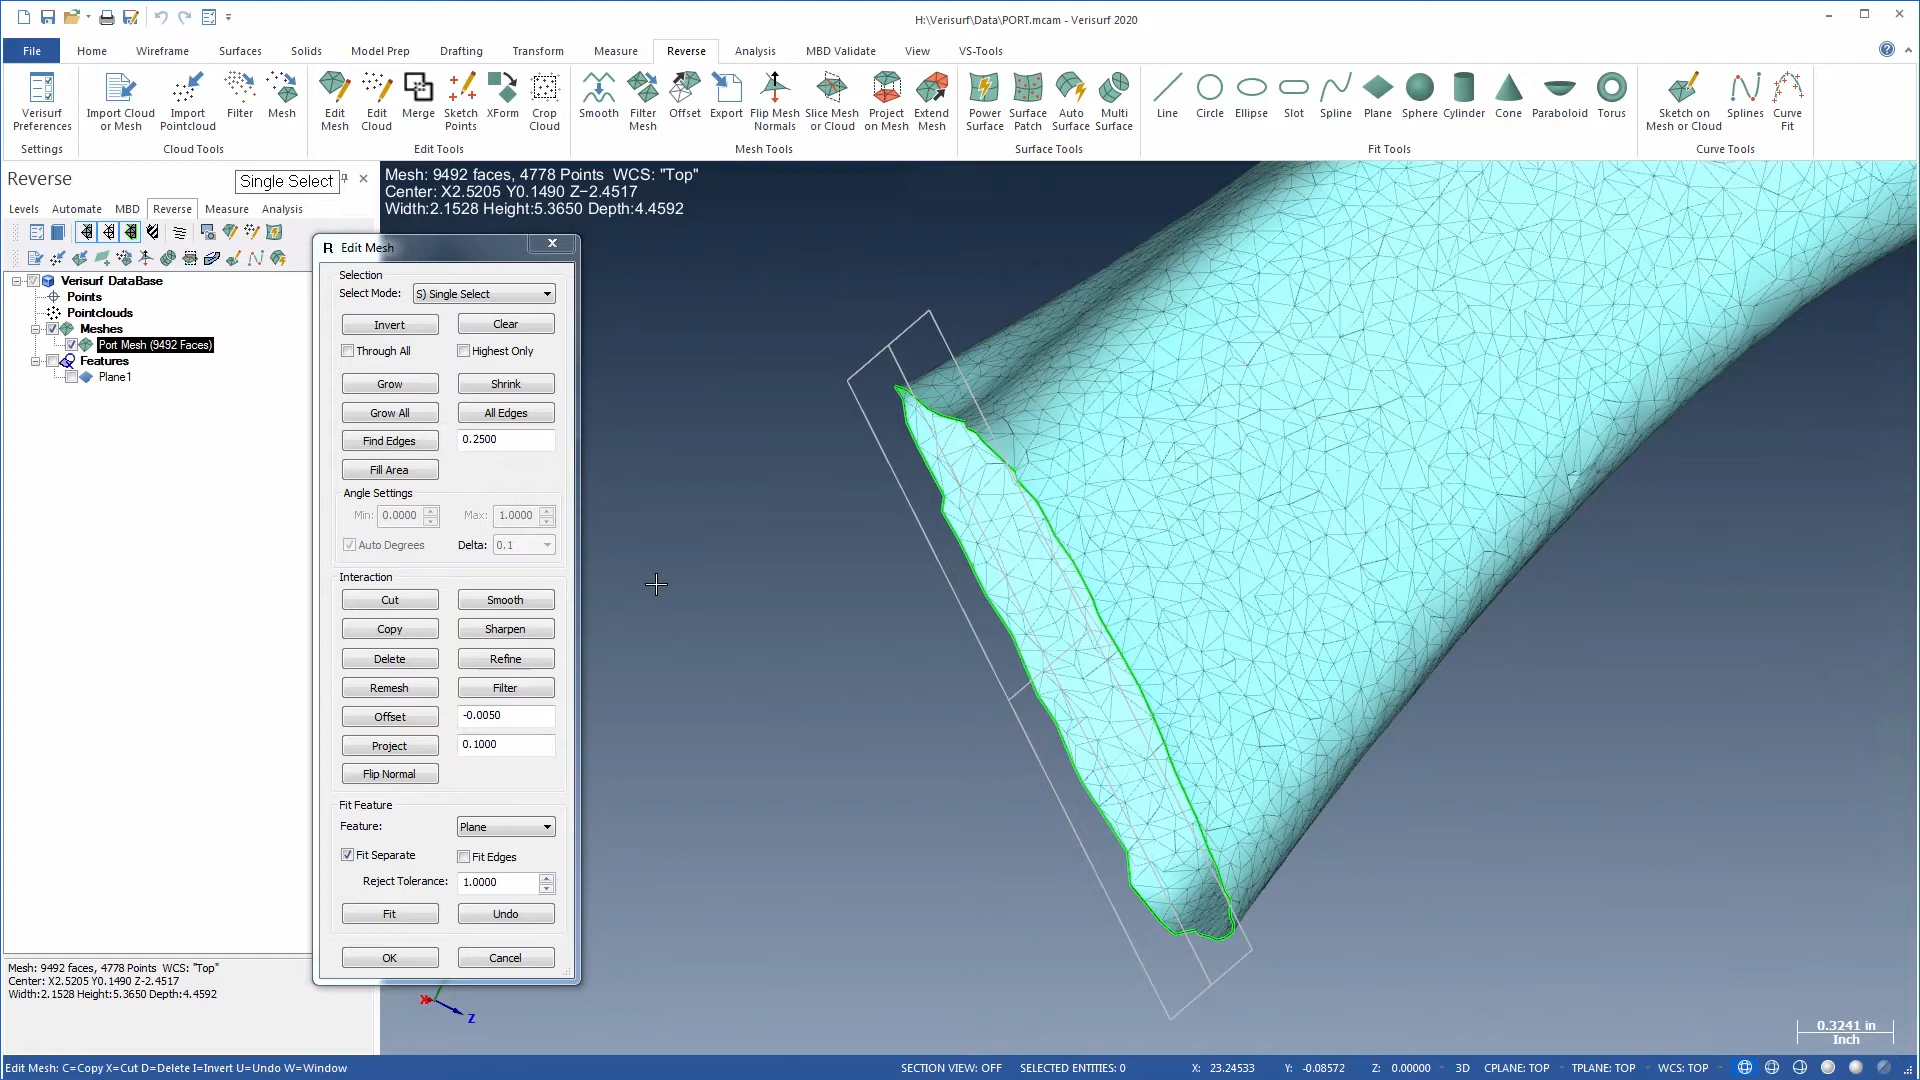 H:\Verisurf\Data\PORT.mcam - Verisurf 2020
File Home Wireframe Surfaces Solids Model Prep Drafting Transform Measure Reverse Analysis MBD Validate View VS-Tools
Verisurf Preferences
Import Cloud or Mesh
Import Pointcloud
Filter
Mesh
Edit Mesh
Edit Cloud
Merge
Sketch Points
XForm
Crop Cloud
Smooth
Filter Mesh
Offset
Export
Flip Mesh Normals
Slice Mesh or Cloud
Project on Mesh
Extend Mesh
Power Surface
Surface Patch
Auto Surface
Multi Surface
Line
Circle
Ellipse
Slot
Spline
Plane
Sphere
Cylinder
Cone
Paraboloid
Torus
Sketch on Mesh or Cloud
Splines
Curve Fit
Settings Cloud Tools Edit Tools Mesh Tools Surface Tools Fit Tools Curve Tools
Reverse
Single Select
Levels Automate MBD Reverse Measure Analysis
Verisurf DataBase
Points
Pointclouds
Meshes
Port Mesh (9492 Faces)
Features
Plane1
Mesh: 9492 faces, 4778 Points WCS: "Top"
Center: X2.5205 Y0.1490 Z-2.4517
Width:2.1528 Height:5.3650 Depth:4.4592
R Edit Mesh
Selection
Select Mode: S) Single Select
Invert Clear
Through All Highest Only
Grow Shrink
Grow All All Edges
Find Edges 0.2500
Fill Area
Angle Settings
Min: 0.0000 Max: 1.0000
Auto Degrees Delta: 0.1
Interaction
Cut Smooth
Copy Sharpen
Delete Refine
Remesh Filter
Offset -0.0050
Project 0.1000
Flip Normal
Fit Feature
Feature: Plane
Fit Separate Fit Edges
Reject Tolerance: 1.0000
Fit Undo
OK Cancel
Mesh: 9492 faces, 4778 Points WCS: "Top"
Center: X2.5205 Y0.1490 Z-2.4517
Width:2.1528 Height:5.3650 Depth:4.4592
X
Z
0.3241 in
Inch
Edit Mesh: C=Copy X=Cut D=Delete I=Invert U=Undo W=Window
SECTION VIEW: OFF SELECTED ENTITIES: 0 X: 23.24533 Y: -0.08572 Z: 0.00000 3D CPLANE: TOP TPLANE: TOP WCS: TOP